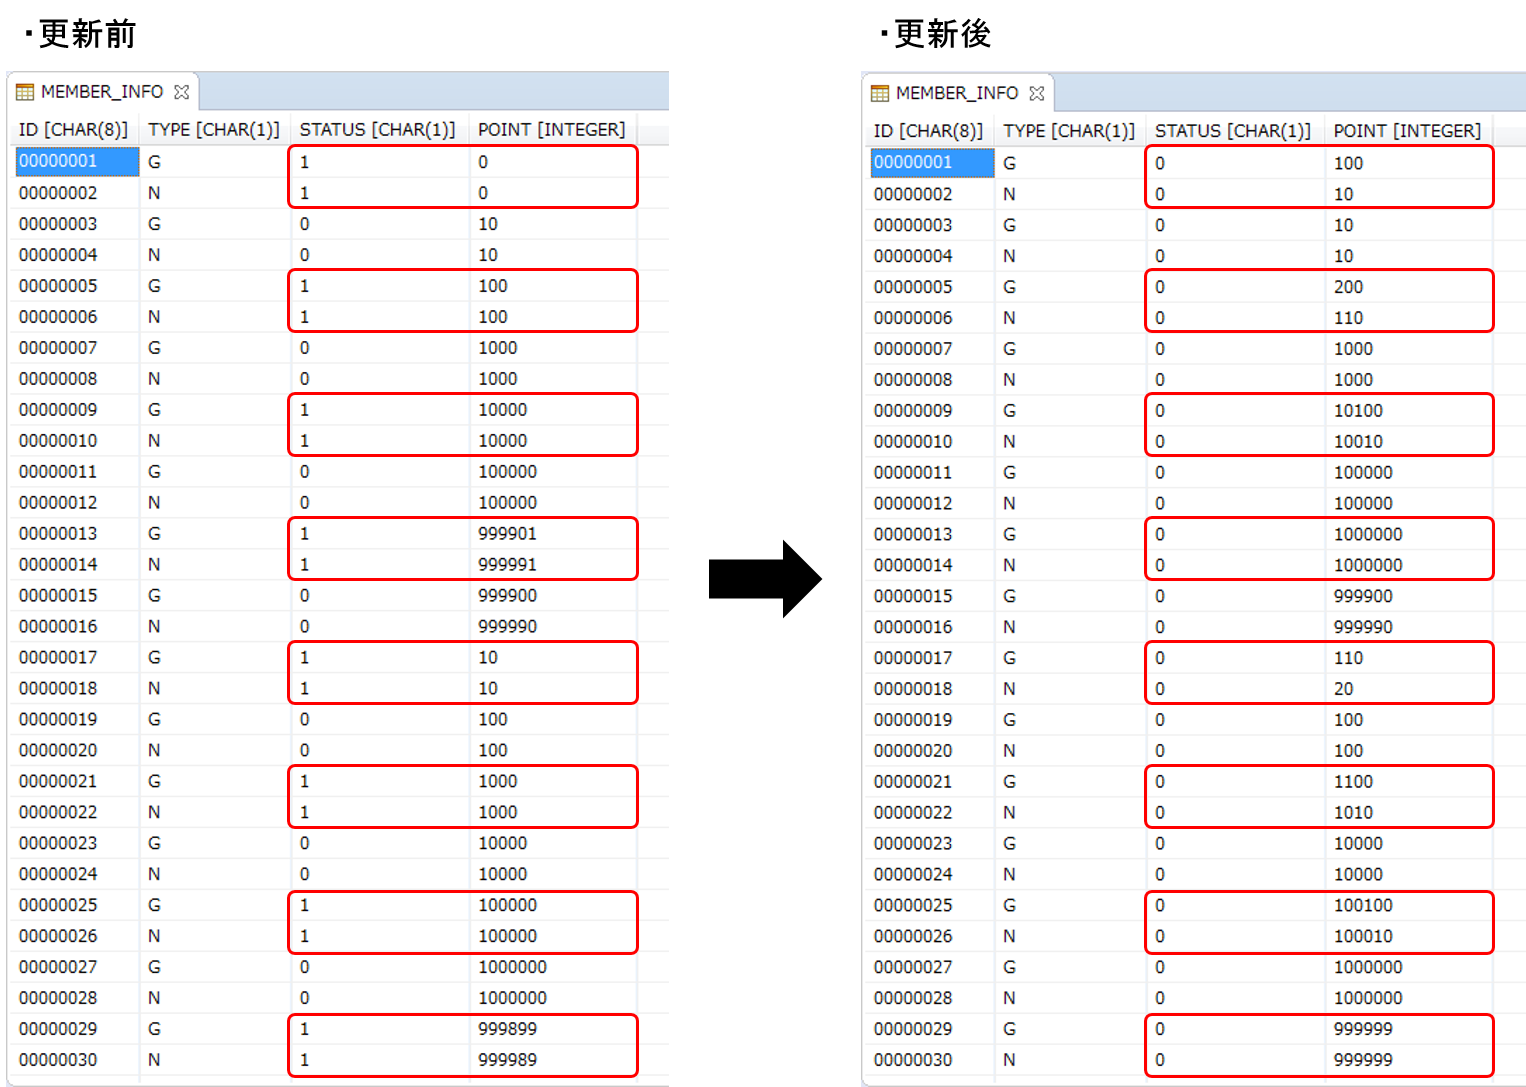 ・更新前
MEMBER_INFO
ID [CHAR(8)] TYPE [CHAR(1)] STATUS [CHAR(1)] POINT [INTEGER]
00000001 G 1 0
00000002 N 1 0
00000003 G 0 10
00000004 N 0 10
00000005 G 1 100
00000006 N 1 100
00000007 G 0 1000
00000008 N 0 1000
00000009 G 1 10000
00000010 N 1 10000
00000011 G 0 100000
00000012 N 0 100000
00000013 G 1 999901
00000014 N 1 999991
00000015 G 0 999900
00000016 N 0 999990
00000017 G 1 10
00000018 N 1 10
00000019 G 0 100
00000020 N 0 100
00000021 G 1 1000
00000022 N 1 1000
00000023 G 0 10000
00000024 N 0 10000
00000025 G 1 100000
00000026 N 1 100000
00000027 G 0 1000000
00000028 N 0 1000000
00000029 G 1 999899
00000030 N 1 999989
・更新後
MEMBER_INFO
ID [CHAR(8)] TYPE [CHAR(1)] STATUS [CHAR(1)] POINT [INTEGER]
00000001 G 0 100
00000002 N 0 10
00000003 G 0 10
00000004 N 0 10
00000005 G 0 200
00000006 N 0 110
00000007 G 0 1000
00000008 N 0 1000
00000009 G 0 10100
00000010 N 0 10010
00000011 G 0 100000
00000012 N 0 100000
00000013 G 0 1000000
00000014 N 0 1000000
00000015 G 0 999900
00000016 N 0 999990
00000017 G 0 110
00000018 N 0 20
00000019 G 0 100
00000020 N 0 100
00000021 G 0 1100
00000022 N 0 1010
00000023 G 0 10000
00000024 N 0 10000
00000025 G 0 100100
00000026 N 0 100010
00000027 G 0 1000000
00000028 N 0 1000000
00000029 G 0 999999
00000030 N 0 999999